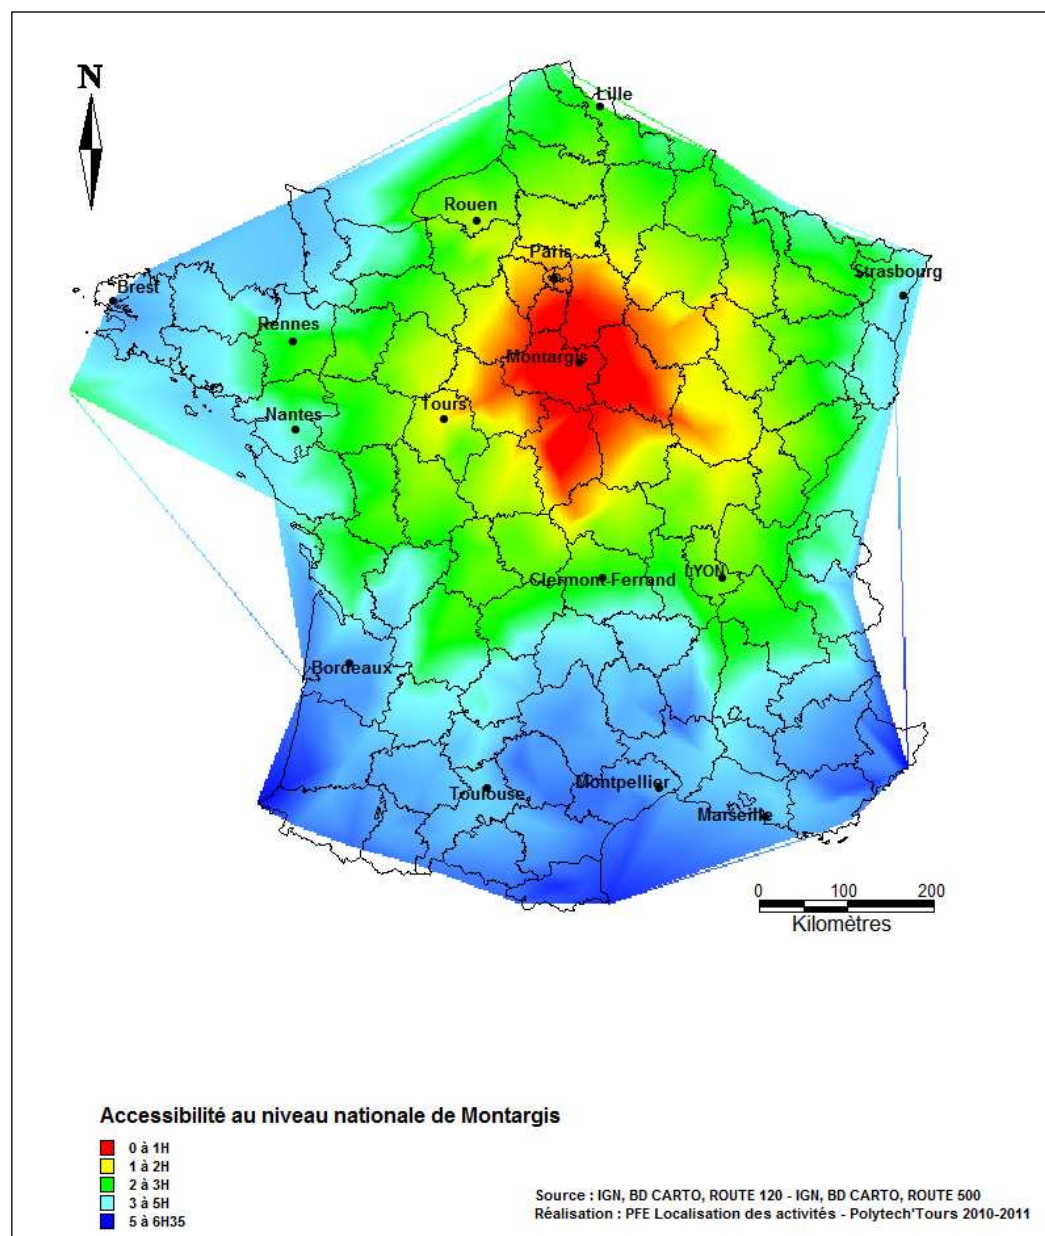 N
Lille
Rouen
Paris
Strasbourg
Brest
Rennes
Montargis
Tours
Nantes
Clermont-Ferrand
LYON
Bordeaux
Toulouse
Montpellier
Marseille
0 100 200
Kilomètres
Accessibilité au niveau nationale de Montargis
0 à 1H
1 à 2H
2 à 3H
3 à 5H
5 à 6H35
Source : IGN, BD CARTO, ROUTE 120 - IGN, BD CARTO, ROUTE 500
Réalisation : PFE Localisation des activités - Polytech'Tours 2010-2011